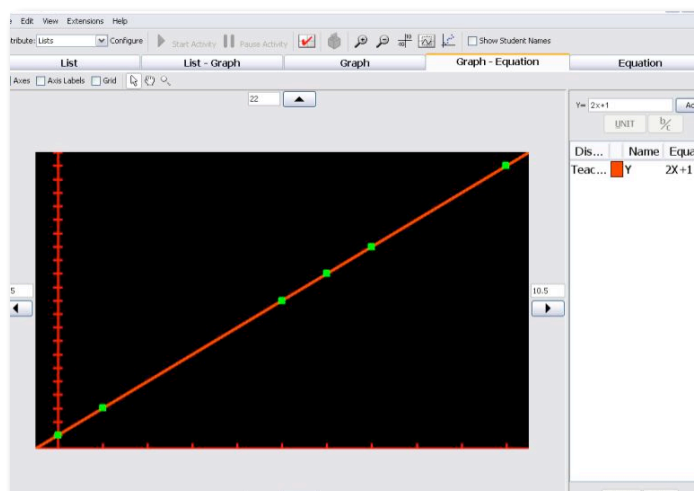 Edit View Extensions Help
tribute: Lists Configure Start Activity Pause Activity Show Student Names
List List - Graph Graph Graph - Equation Equation
Axes Axis Labels Grid
22
Y= 2x+1 Ac
UNIT b/c
Dis... Name Equa
Teac... Y 2X+1
5 10.5